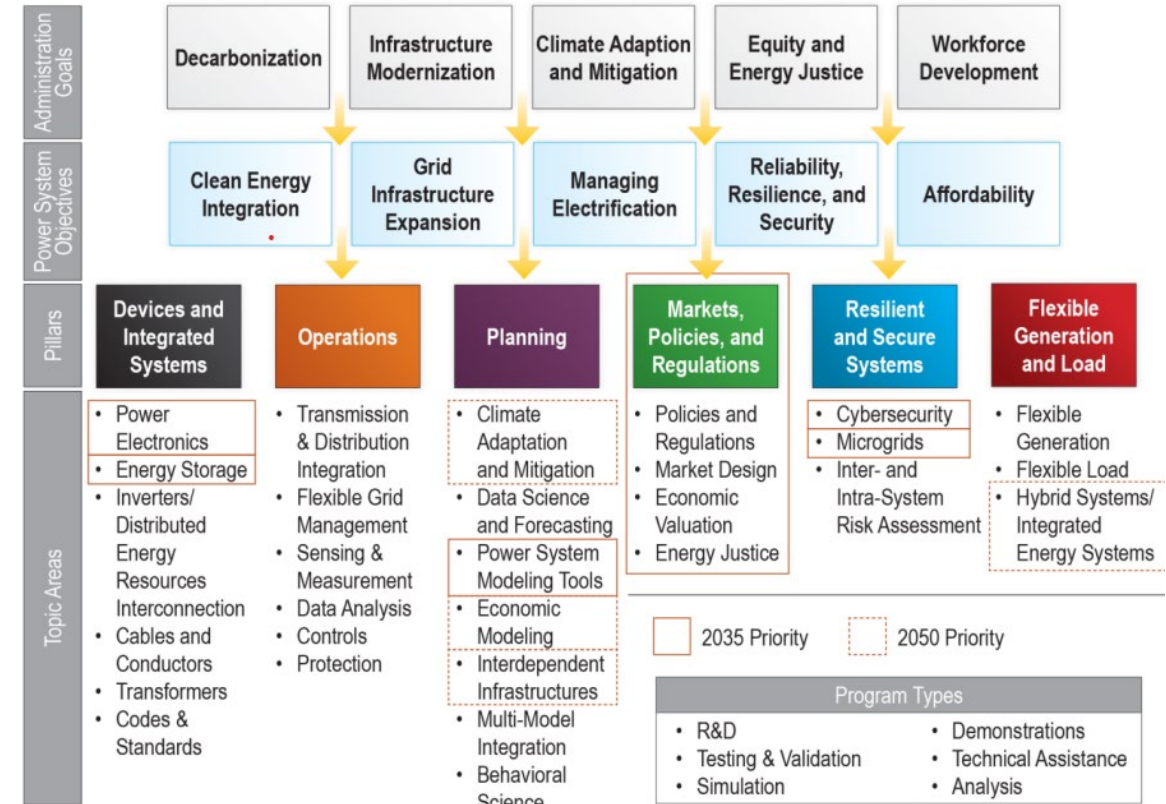 Administration
Goals
Decarbonization
Infrastructure
Modernization
Climate Adaption
and Mitigation
Equity and
Energy Justice
Workforce
Development
Power System
Objectives
Clean Energy
Integration
Grid
Infrastructure
Expansion
Managing
Electrification
Reliability,
Resilience, and
Security
Affordability
Pillars
Devices and
Integrated
Systems
Operations
Planning
Markets,
Policies, and
Regulations
Resilient
and Secure
Systems
Flexible
Generation
and Load
Topic Areas
• Power
Electronics
• Energy Storage
• Inverters/
Distributed
Energy
Resources
Interconnection
• Cables and
Conductors
• Transformers
• Codes &
Standards
• Transmission
& Distribution
Integration
• Flexible Grid
Management
• Sensing &
Measurement
• Data Analysis
• Controls
• Protection
• Climate
Adaptation
and Mitigation
• Data Science
and Forecasting
• Power System
Modeling Tools
• Economic
Modeling
• Interdependent
Infrastructures
• Multi-Model
Integration
• Behavioral
Science
• Policies and
Regulations
• Market Design
• Economic
Valuation
• Energy Justice
• Cybersecurity
• Microgrids
• Inter- and
Intra-System
Risk Assessment
• Flexible
Generation
• Flexible Load
• Hybrid Systems/
Integrated
Energy Systems
2035 Priority
2050 Priority
Program Types
• R&D
• Testing & Validation
• Simulation
• Demonstrations
• Technical Assistance
• Analysis